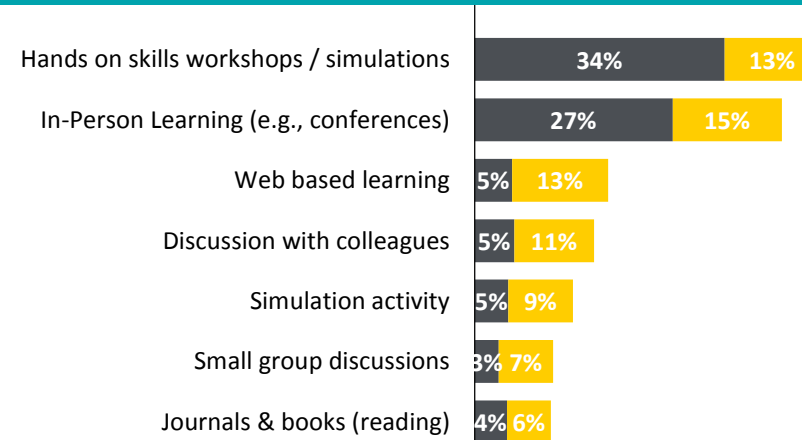 Hands on skills workshops / simulations 34% 13%
In-Person Learning (e.g., conferences) 27% 15%
Web based learning 5% 13%
Discussion with colleagues 5% 11%
Simulation activity 5% 9%
Small group discussions 3% 7%
Journals & books (reading) 4% 6%